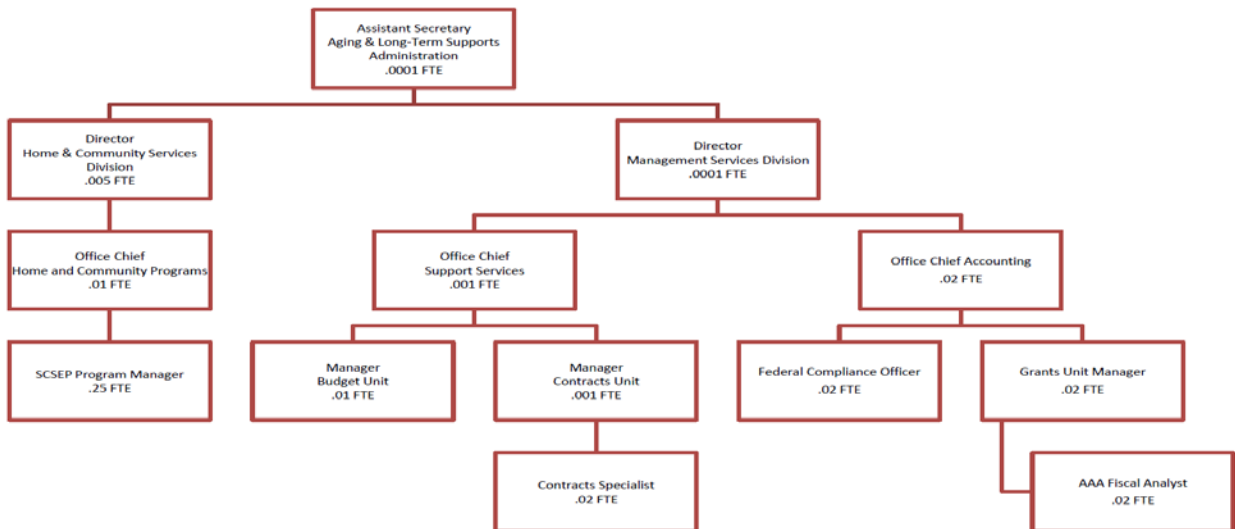 Assistant Secretary
Aging & Long-Term Supports
Administration
.0001 FTE
Director
Home & Community Services
Division
.005 FTE
Director
Management Services Division
.0001 FTE
Office Chief
Home and Community Programs
.01 FTE
Office Chief
Support Services
.001 FTE
Office Chief Accounting
.02 FTE
SCSEP Program Manager
.25 FTE
Manager
Budget Unit
.01 FTE
Manager
Contracts Unit
.001 FTE
Federal Compliance Officer
.02 FTE
Grants Unit Manager
.02 FTE
Contracts Specialist
.02 FTE
AAA Fiscal Analyst
.02 FTE